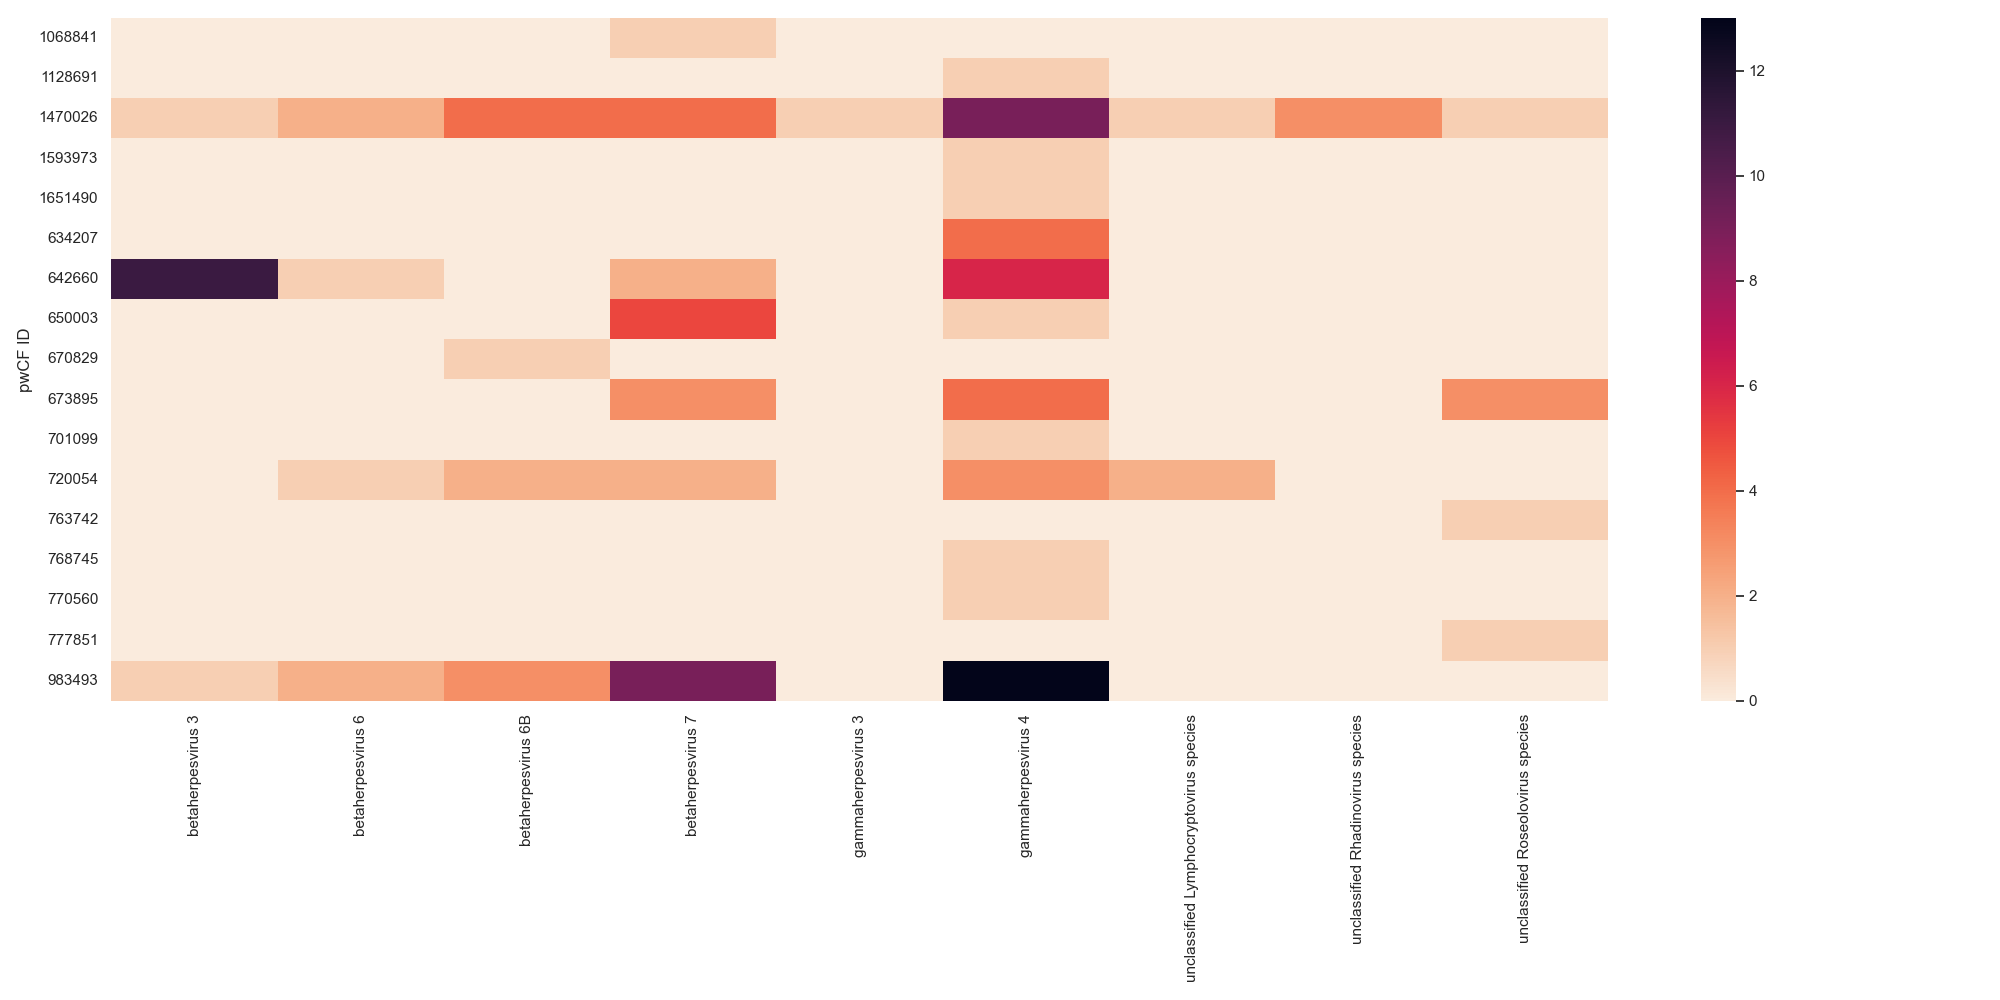 pwCF ID
1068841
1128691
1470026
1593973
1651490
634207
642660
650003
670829
673895
701099
720054
763742
768745
770560
777851
983493
betaherpesvirus 3
betaherpesvirus 6
betaherpesvirus 6B
betaherpesvirus 7
gammaherpesvirus 3
gammaherpesvirus 4
unclassified Lymphocryptovirus species
unclassified Rhadinovirus species
unclassified Roseolovirus species
12
10
8
6
4
2
0